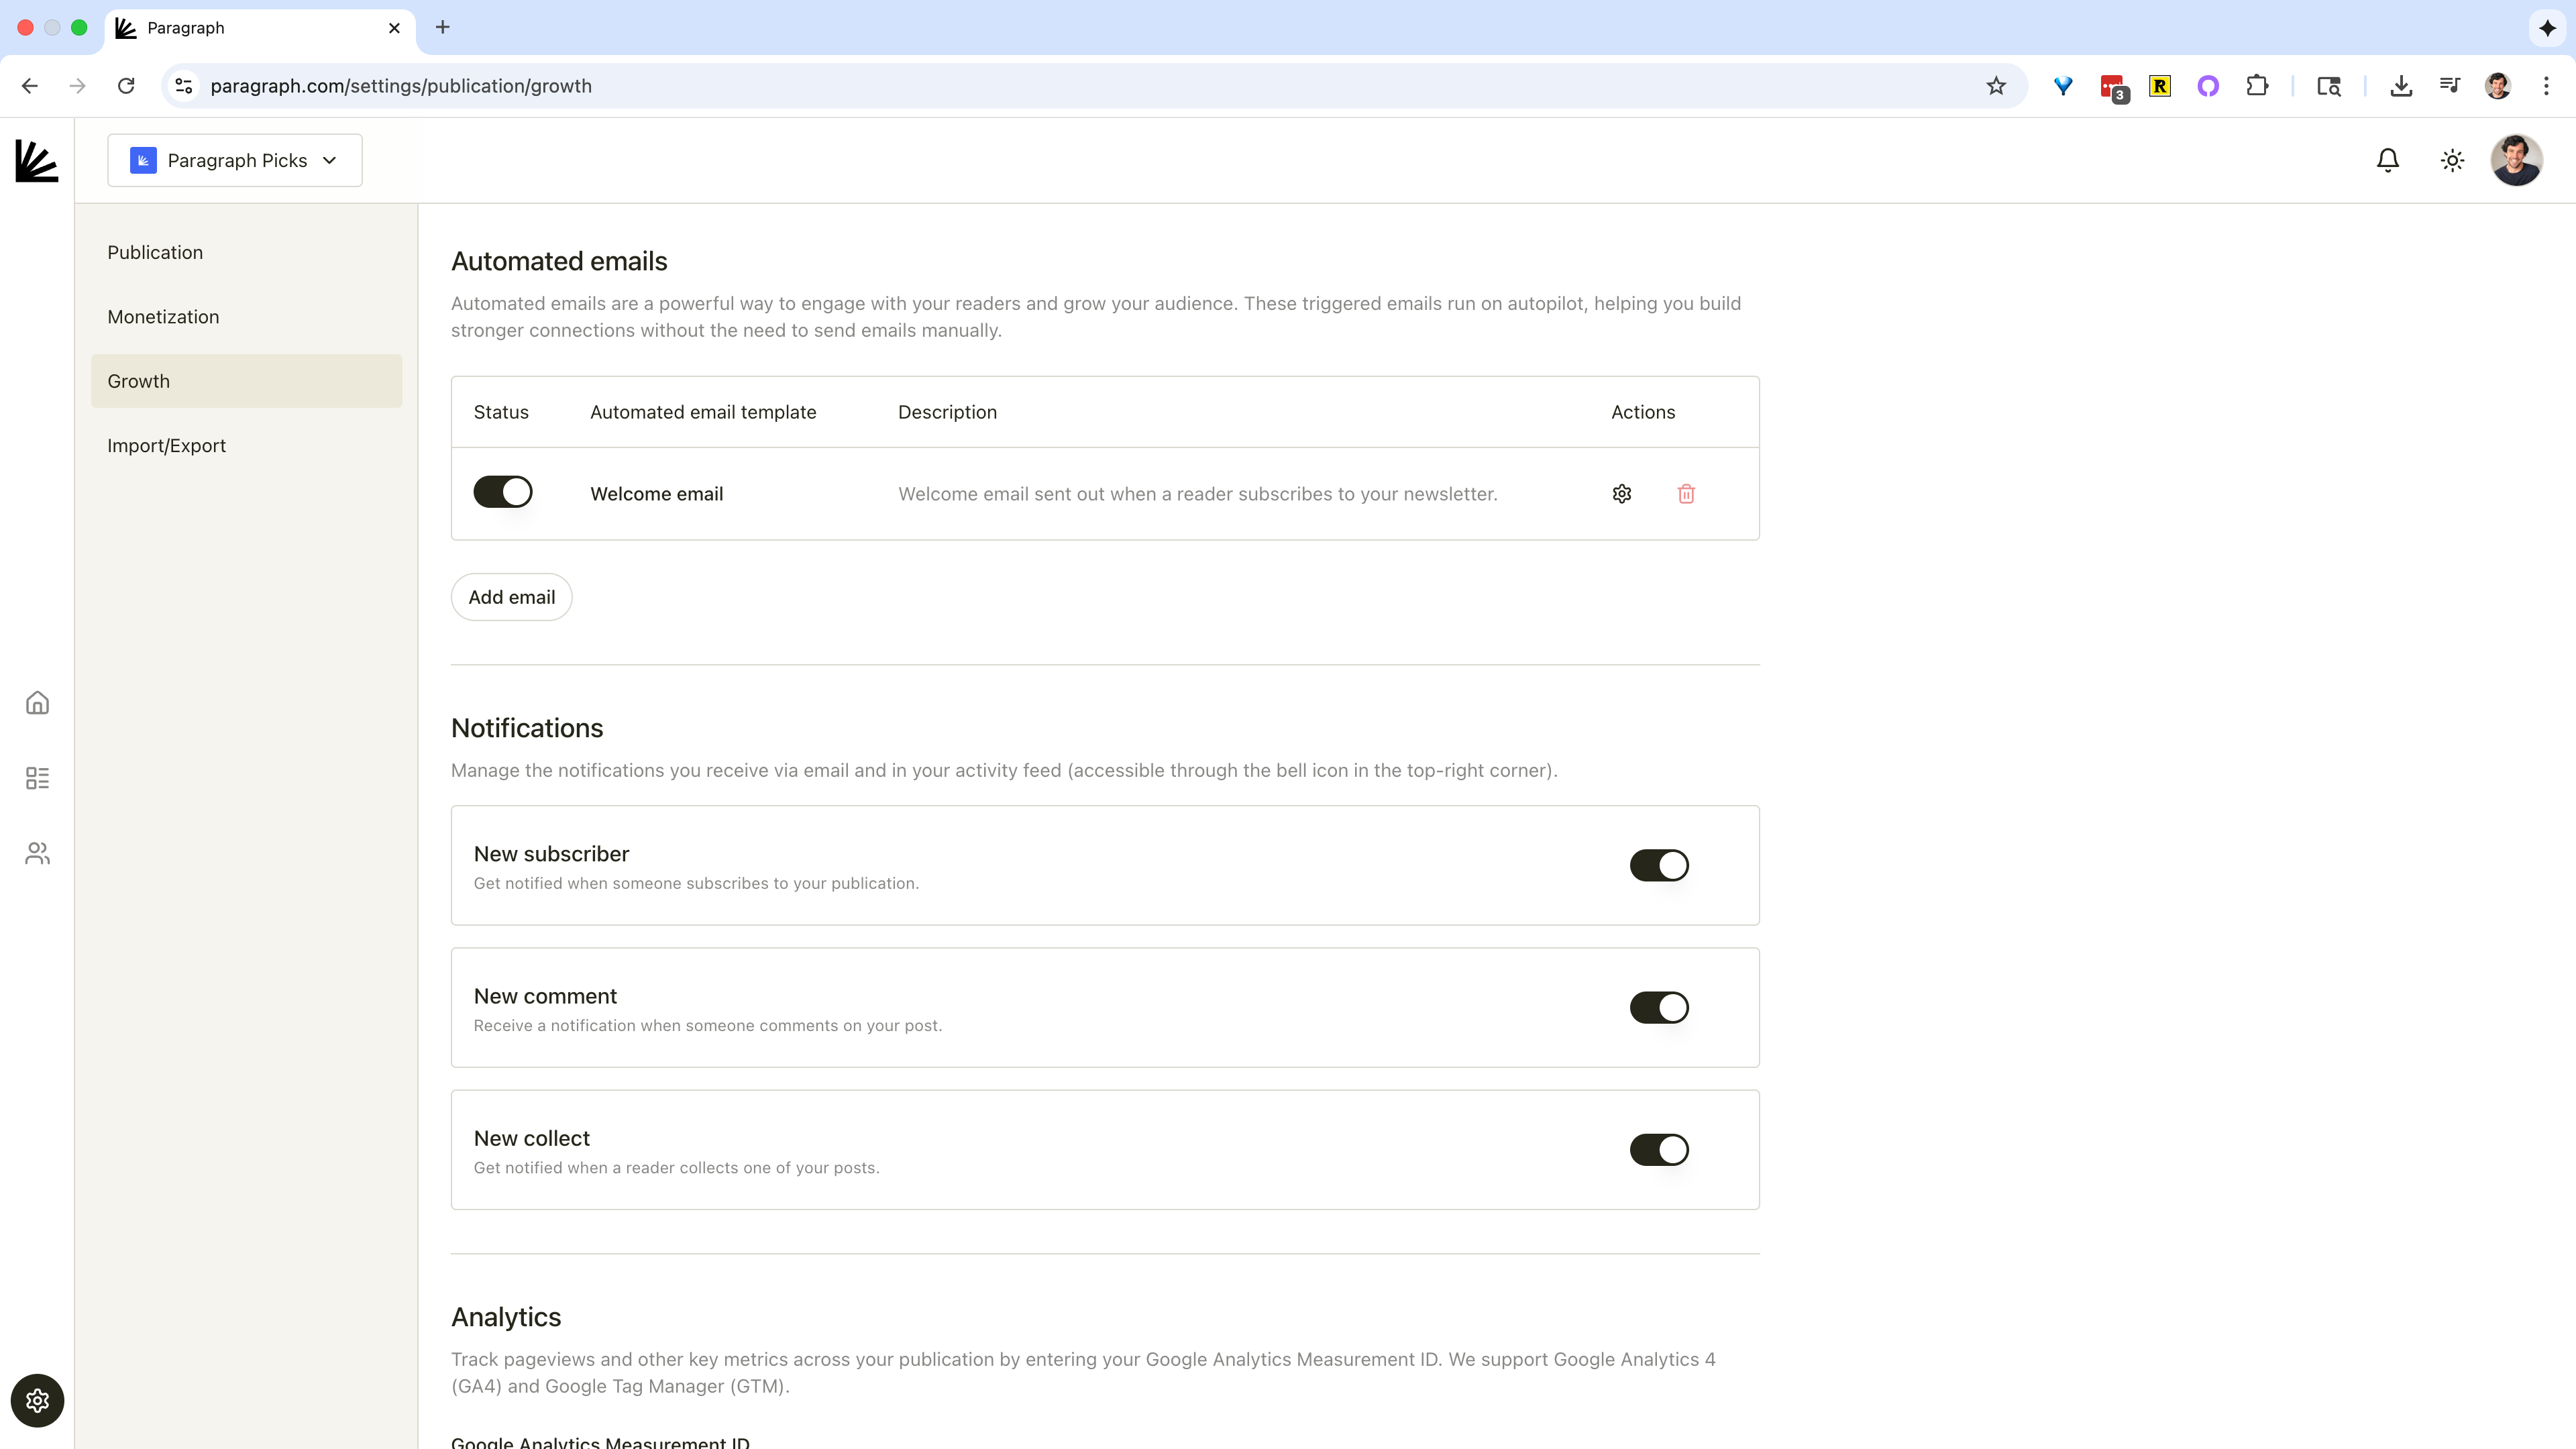 Paragraph
paragraph.com/settings/publication/growth
3
R
Paragraph Picks
Publication
Monetization
Growth
Import/Export
Automated emails
Automated emails are a powerful way to engage with your readers and grow your audience. These triggered emails run on autopilot, helping you build
stronger connections without the need to send emails manually.
Status Automated email template Description Actions
Welcome email Welcome email sent out when a reader subscribes to your newsletter.
Add email
Notifications
Manage the notifications you receive via email and in your activity feed (accessible through the bell icon in the top-right corner).
New subscriber
Get notified when someone subscribes to your publication.
New comment
Receive a notification when someone comments on your post.
New collect
Get notified when a reader collects one of your posts.
Analytics
Track pageviews and other key metrics across your publication by entering your Google Analytics Measurement ID. We support Google Analytics 4
(GA4) and Google Tag Manager (GTM).
Google Analytics Measurement ID